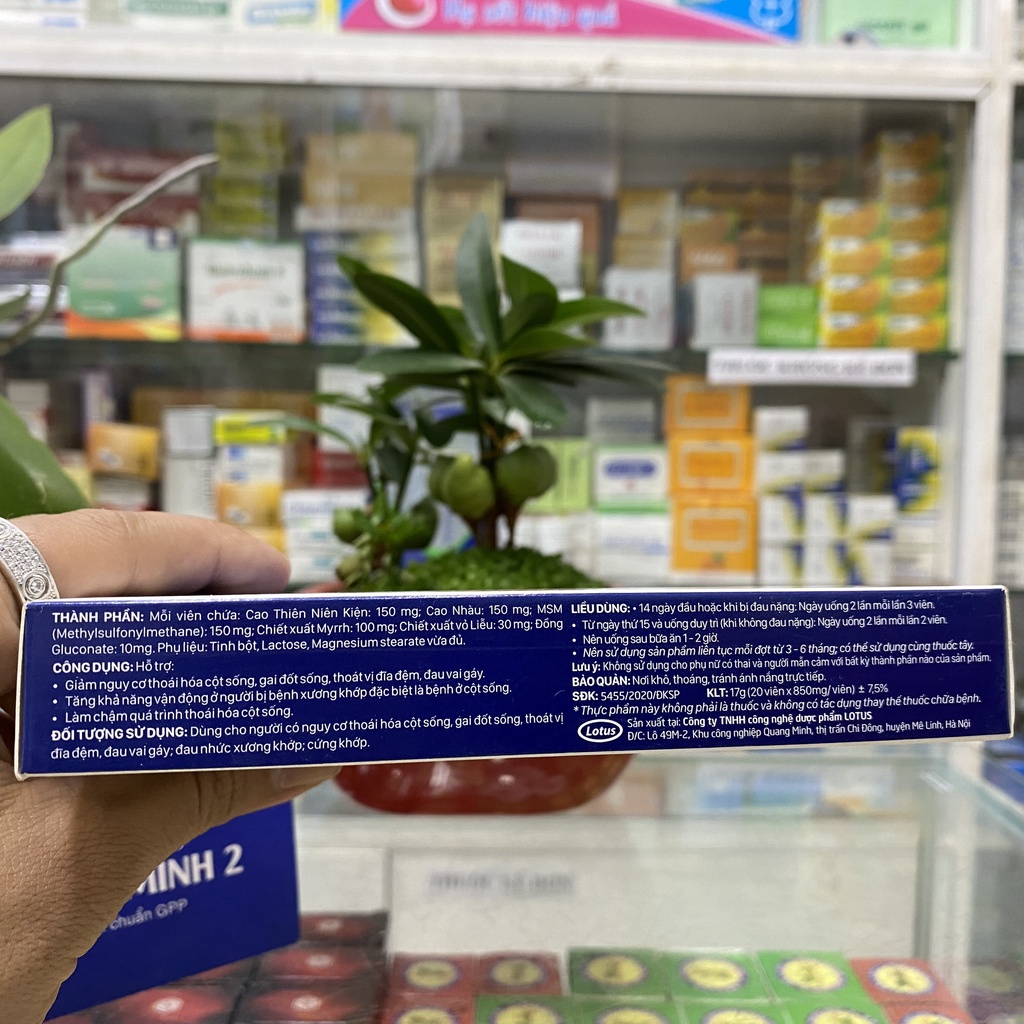 Hạ sốt hiệu quả
THÀNH PHẦN: Mỗi viên chứa: Cao Thiên Niên Kiện: 150 mg; Cao Nhàu: 150 mg; MSM
(Methylsulfonylmethane): 150 mg; Chiết xuất Myrrh: 100 mg; Chiết xuất vỏ Liễu: 30 mg; Đồng
Gluconate: 10mg. Phụ liệu: Tinh bột, Lactose, Magnesium stearate vừa đủ.
CÔNG DỤNG: Hỗ trợ:
• Giảm nguy cơ thoái hóa cột sống, gai đốt sống, thoát vị đĩa đệm, đau vai gáy.
• Tăng khả năng vận động ở người bị bệnh xương khớp đặc biệt là bệnh ở cột sống.
• Làm chậm quá trình thoái hóa cột sống.
ĐỐI TƯỢNG SỬ DỤNG: Dùng cho người có nguy cơ thoái hóa cột sống, gai đốt sống, thoát vị
đĩa đệm, đau vai gáy; đau nhức xương khớp; cứng khớp.
LIỀU DÙNG: • 14 ngày đầu hoặc khi bị đau nặng: Ngày uống 2 lần mỗi lần 3 viên.
• Từ ngày thứ 15 và uống duy trì (khi không đau nặng): Ngày uống 2 lần mỗi lần 2 viên.
• Nên uống sau bữa ăn 1 - 2 giờ.
• Nên sử dụng sản phẩm liên tục mỗi đợt từ 3 - 6 tháng; có thể sử dụng cùng thuốc tây.
Lưu ý: Không sử dụng cho phụ nữ có thai và người mẫn cảm với bất kỳ thành phần nào của sản phẩm.
BẢO QUẢN: Nơi khô, thoáng, tránh ánh nắng trực tiếp.
SĐK: 5455/2020/ĐKSP KLT: 17g (20 viên x 850mg/viên) ± 7,5%
* Thực phẩm này không phải là thuốc và không có tác dụng thay thế thuốc chữa bệnh.
Lotus
Sản xuất tại: Công ty TNHH công nghệ dược phẩm LOTUS
Đ/C: Lô 49M-2, Khu công nghiệp Quang Minh, thị trấn Chi Đông, huyện Mê Linh, Hà Nội
MINH 2
chuẩn GPP